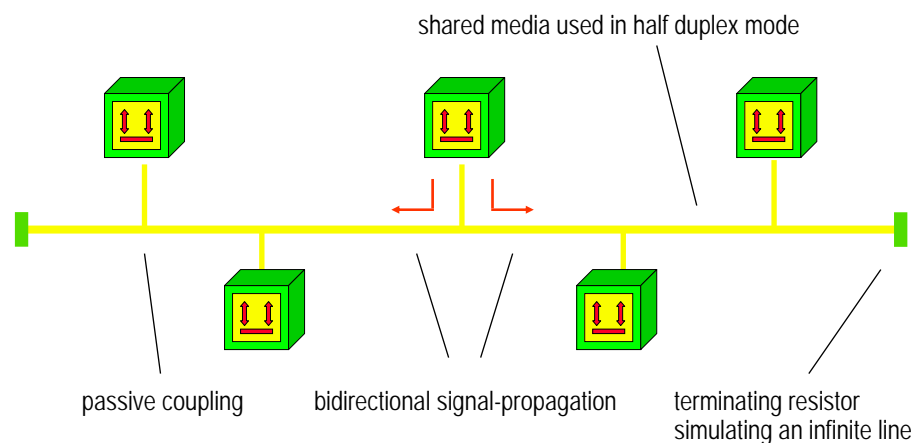 shared media used in half duplex mode
passive coupling
bidirectional signal-propagation
terminating resistor
simulating an infinite line